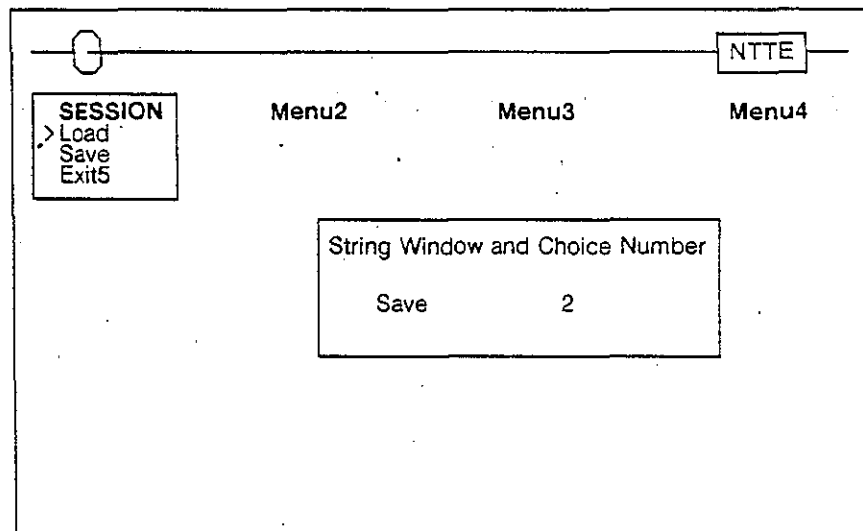 NTTE
SESSION Menu2 Menu3 Menu4
>Load
Save
Exit5
String Window and Choice Number
Save 2